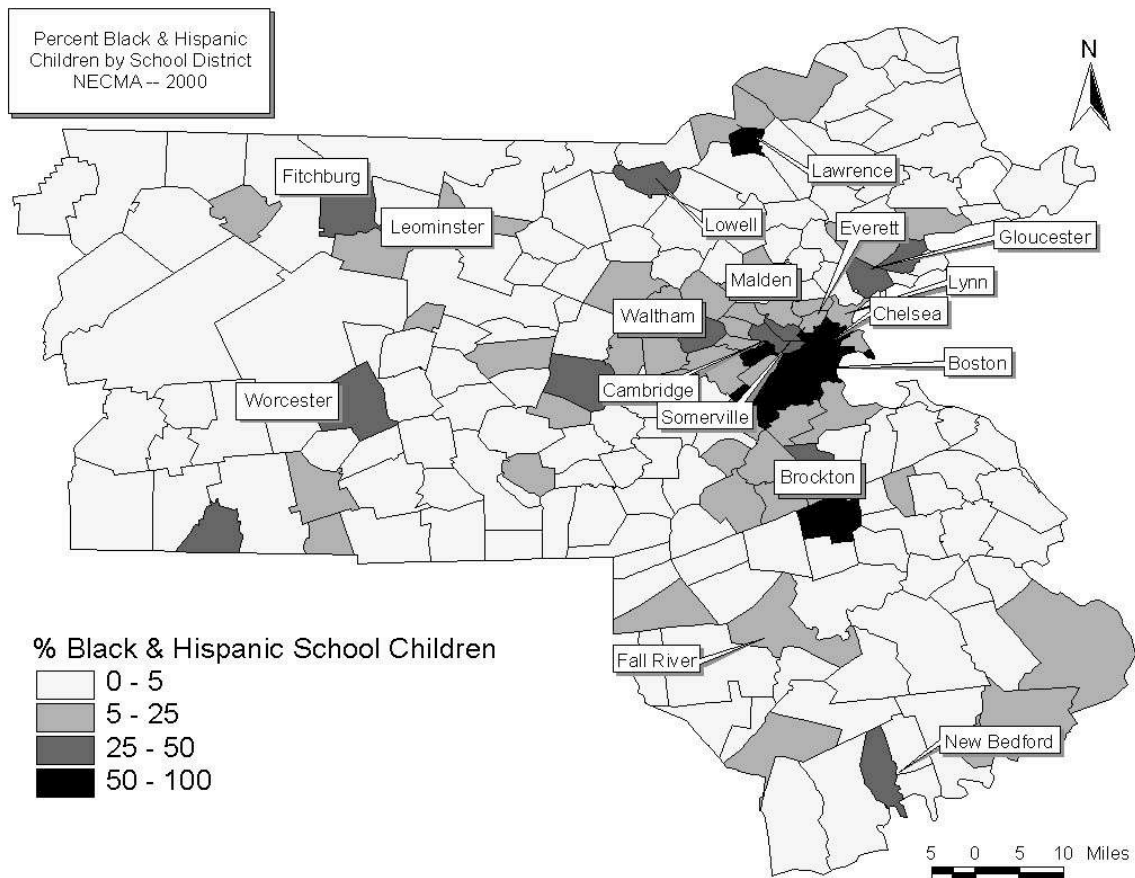 Percent Black & Hispanic
Children by School District
NECMA -- 2000
N
Lawrence
Fitchburg
Leominster
Lowell
Everett
Gloucester
Malden
Lynn
Chelsea
Waltham
Boston
Cambridge
Worcester
Somerville
Brockton
% Black & Hispanic School Children
0 - 5
5 - 25
25 - 50
50 - 100
Fall River
New Bedford
5 0 5 10 Miles